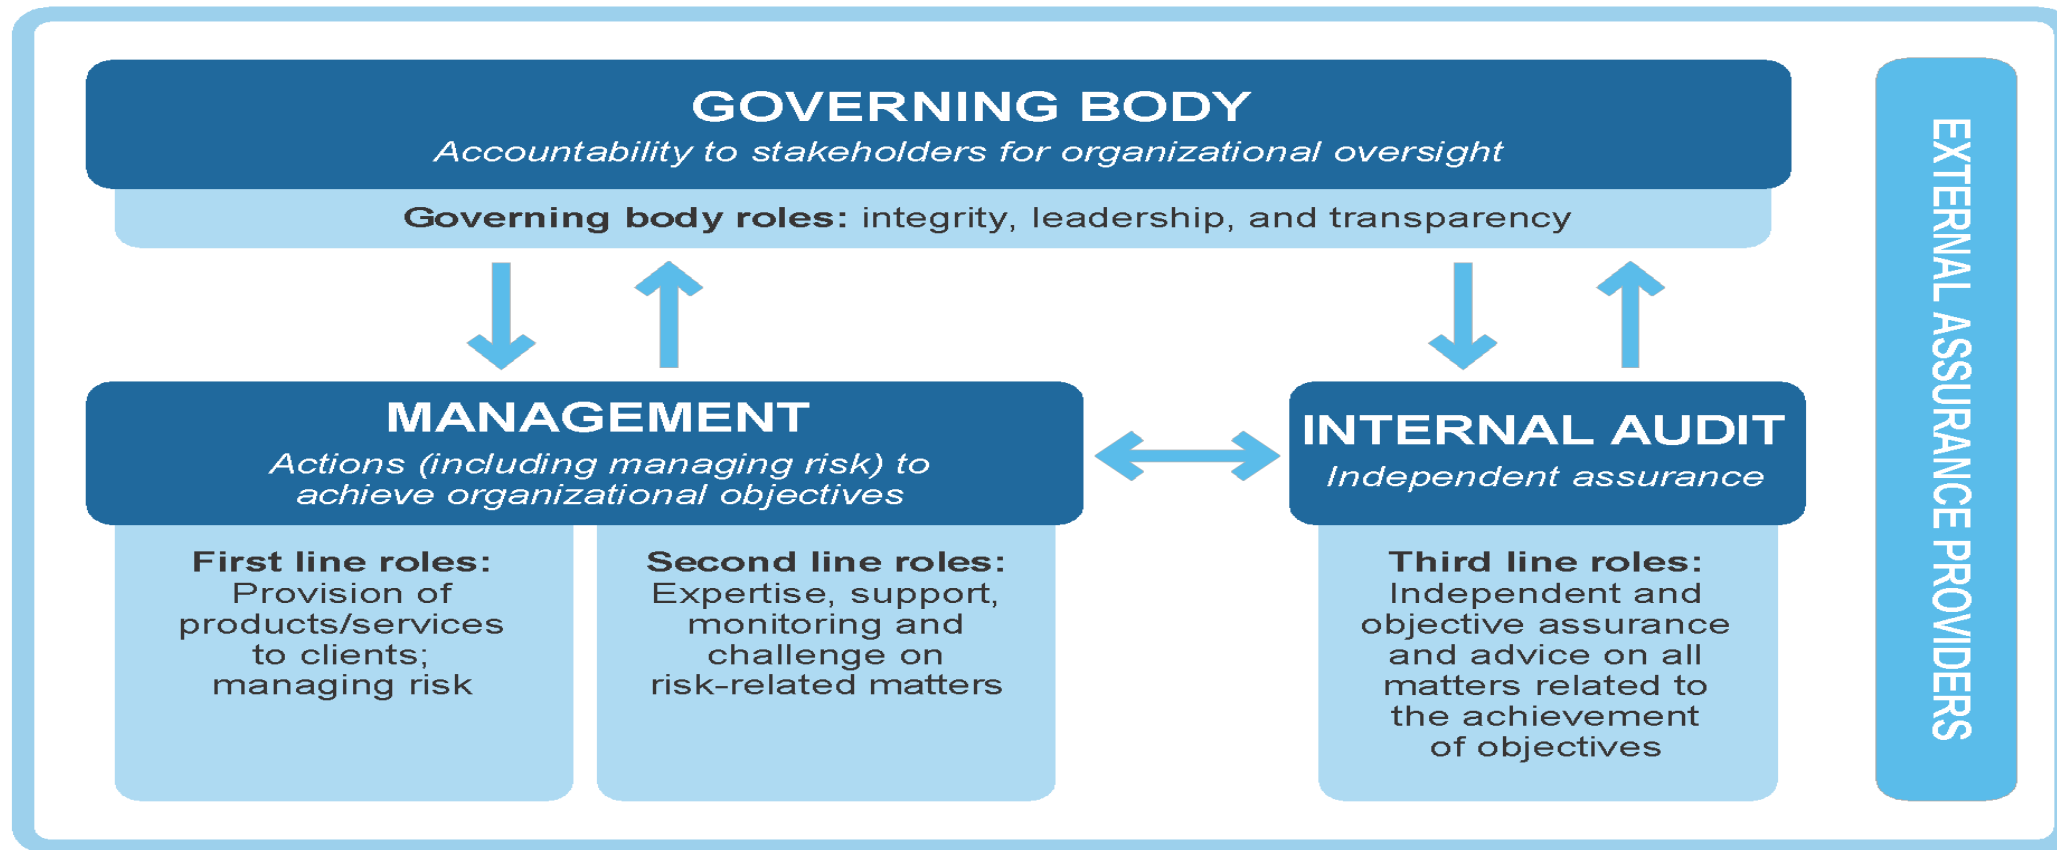 GOVERNING BODY
Accountability to stakeholders for organizational oversight
Governing body roles: integrity, leadership, and transparency
MANAGEMENT
Actions (including managing risk) to
achieve organizational objectives
First line roles:
Provision of
products/services
to clients;
managing risk
Second line roles:
Expertise, support,
monitoring and
challenge on
risk-related matters
INTERNAL AUDIT
Independent assurance
Third line roles:
Independent and
objective assurance
and advice on all
matters related to
the achievement
of objectives
EXTERNAL ASSURANCE PROVIDERS